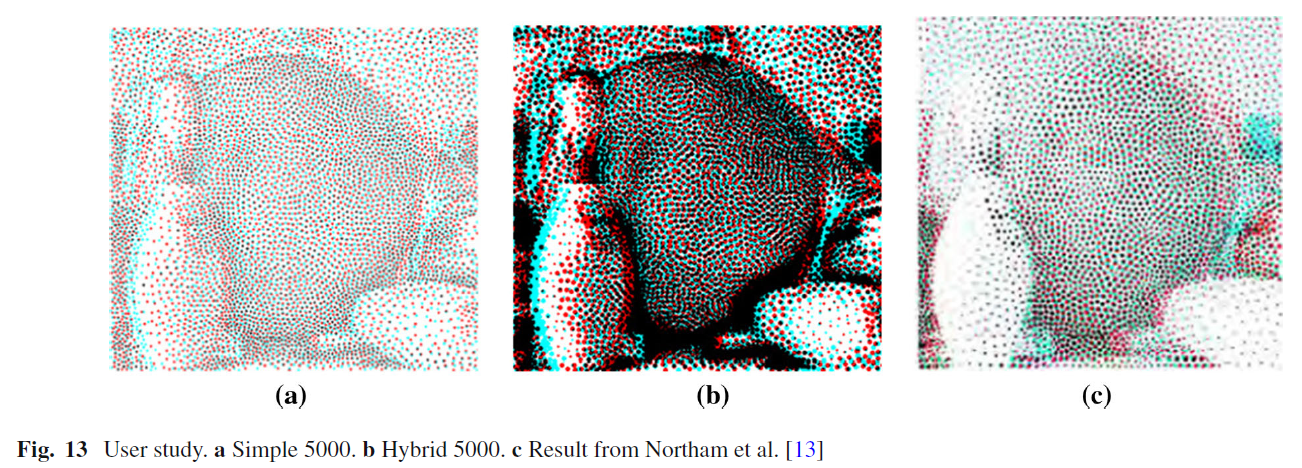 (a) (b) (c)
Fig. 13 User study. a Simple 5000. b Hybrid 5000. c Result from Northam et al. [13]